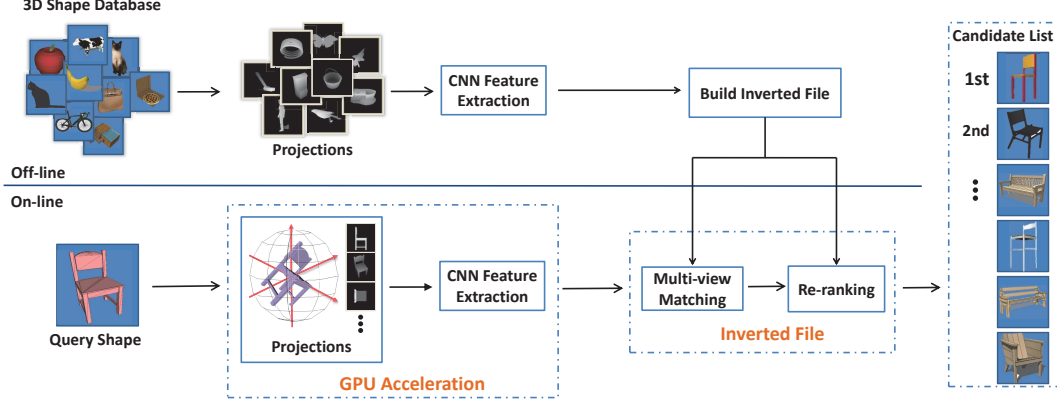 3D Shape Database
Projections
CNN Feature
Extraction
Build Inverted File
Off-line
On-line
Query Shape
Projections
CNN Feature
Extraction
GPU Acceleration
Multi-view
Matching
Re-ranking
Inverted File
Candidate List
1st
2nd